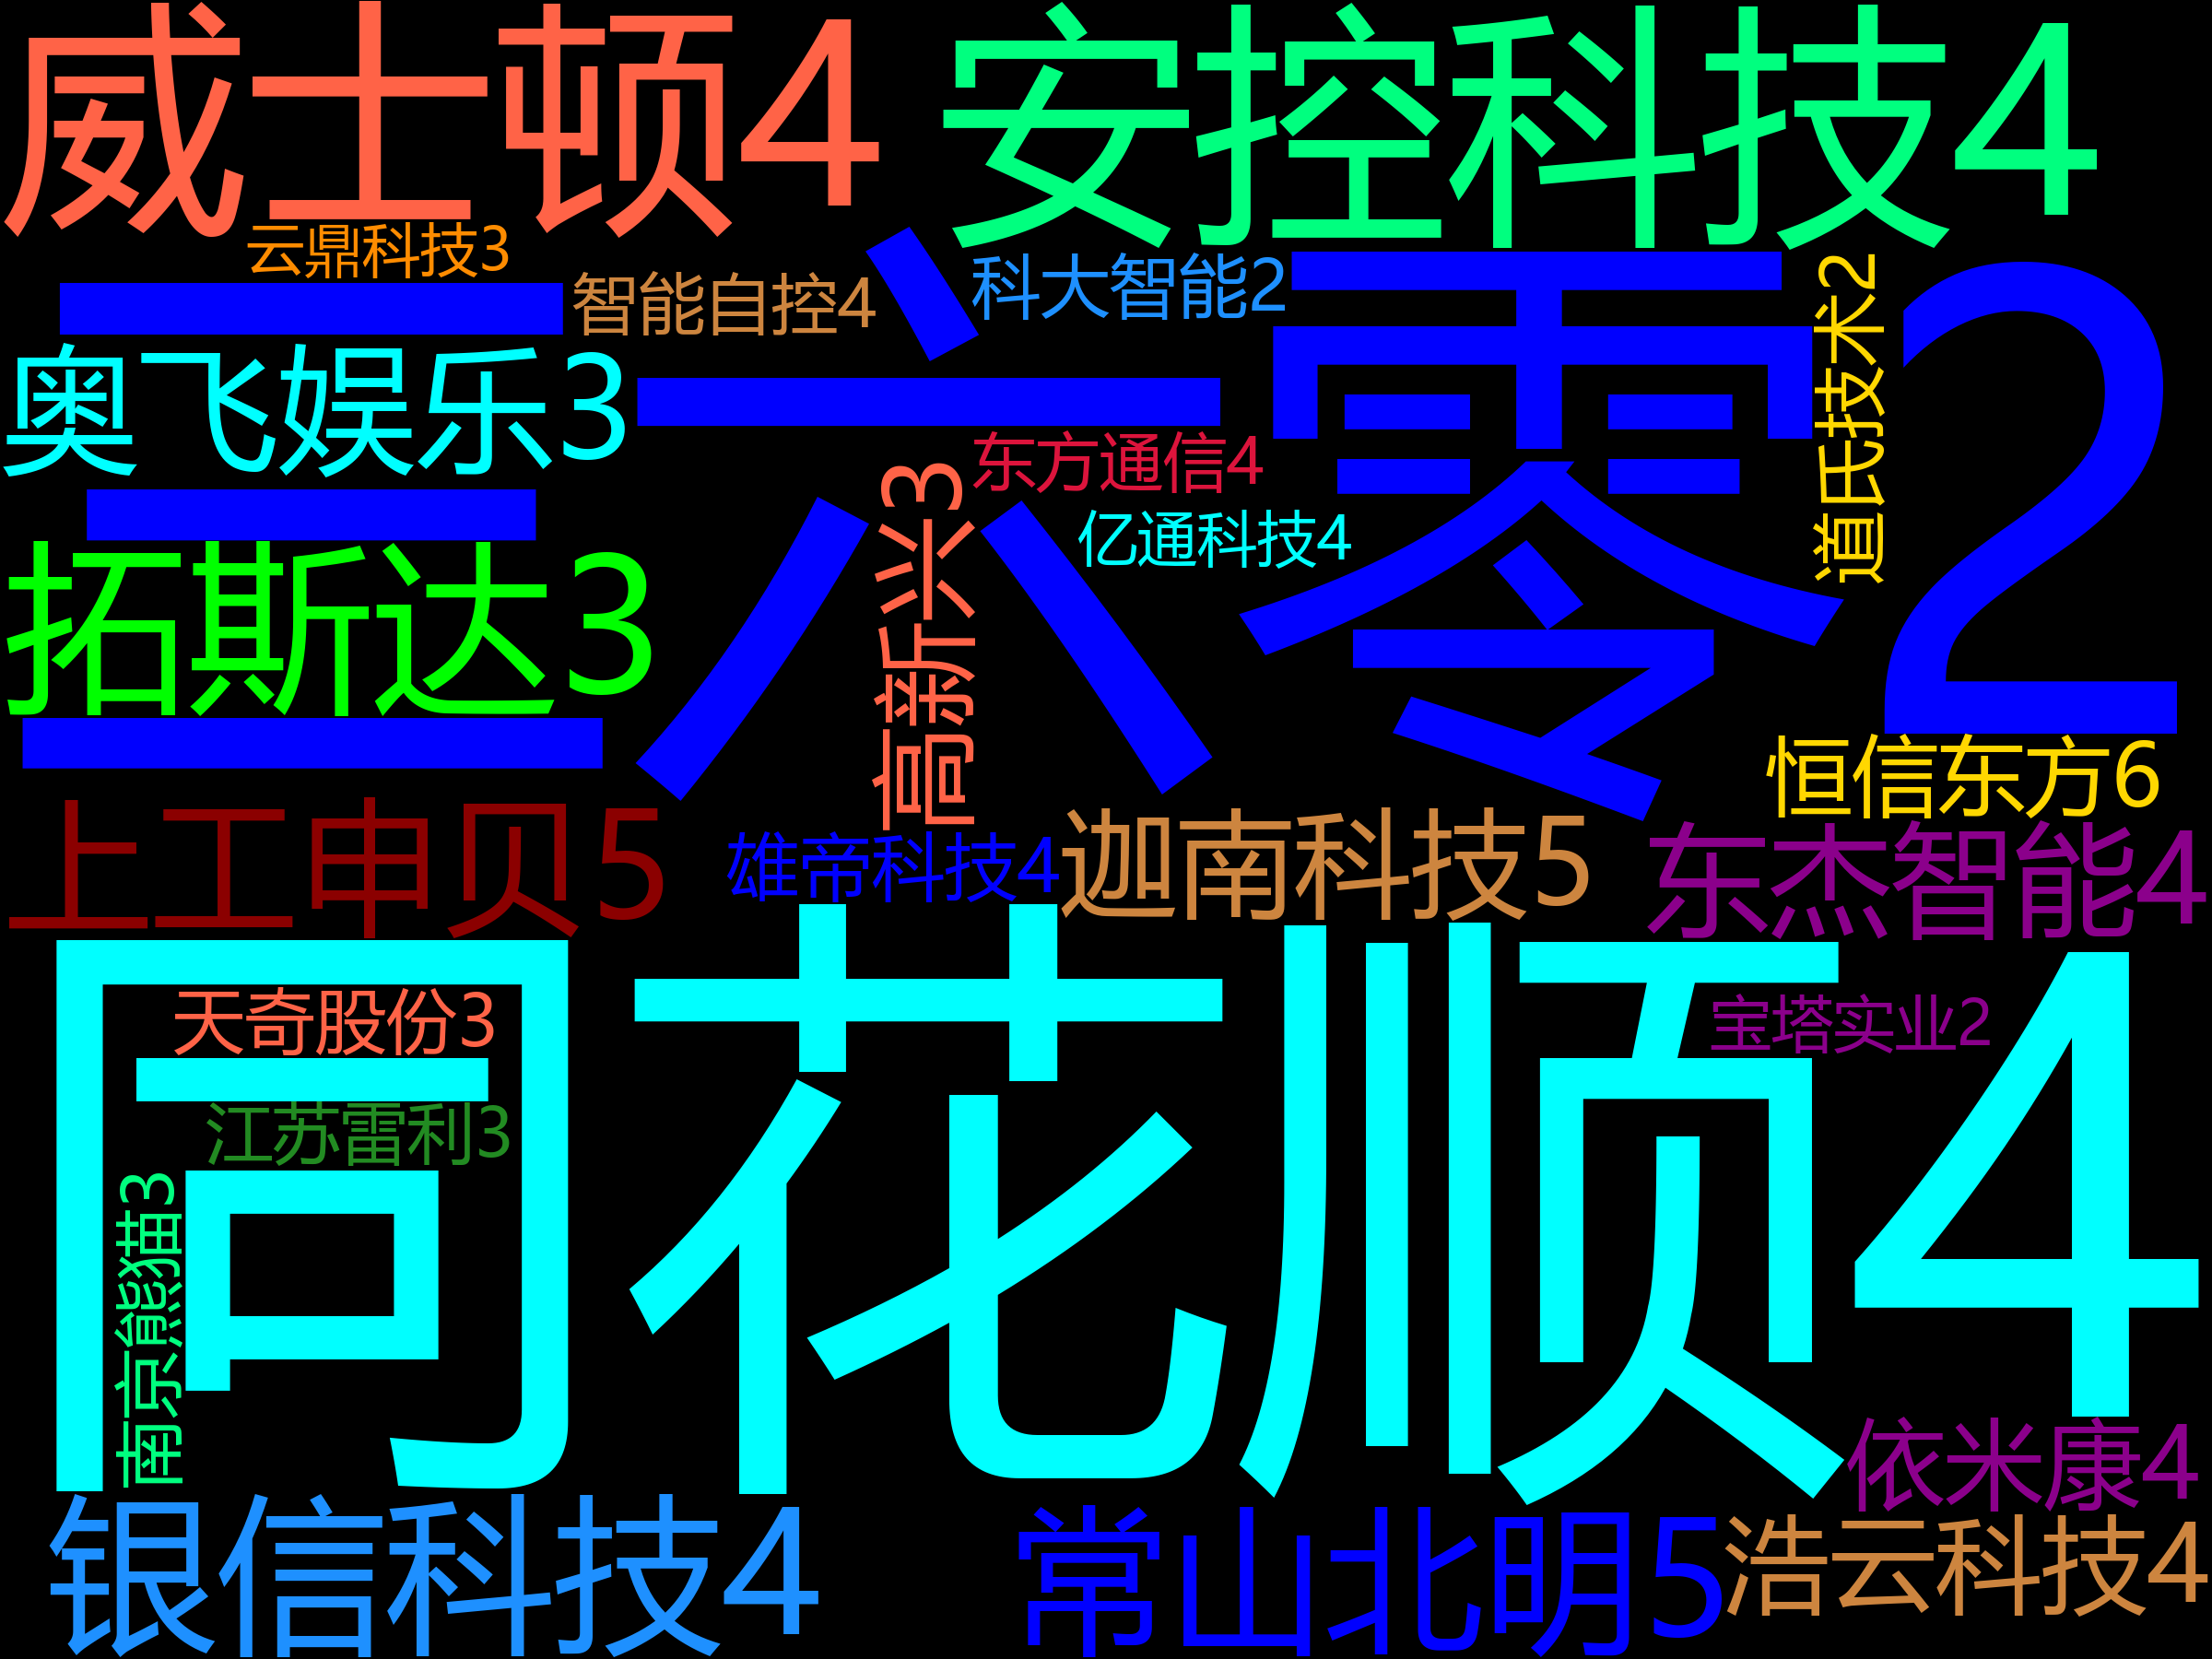 威士顿4
安控科技4
云鼎科技3
三六零2
智能自控4
科大智能2
道氏技术2
奥飞娱乐3
东方通信4
高新兴3
亿通科技4
拓斯达3
恒信东方6
上工申贝5
雄帝科技4
迦南科技5
东杰智能4
同花顺4
天奇股份3
宝塔实业2
江苏雷利3
南京熊猫3
依米康4
银信科技4
常山北明5
浩云科技4